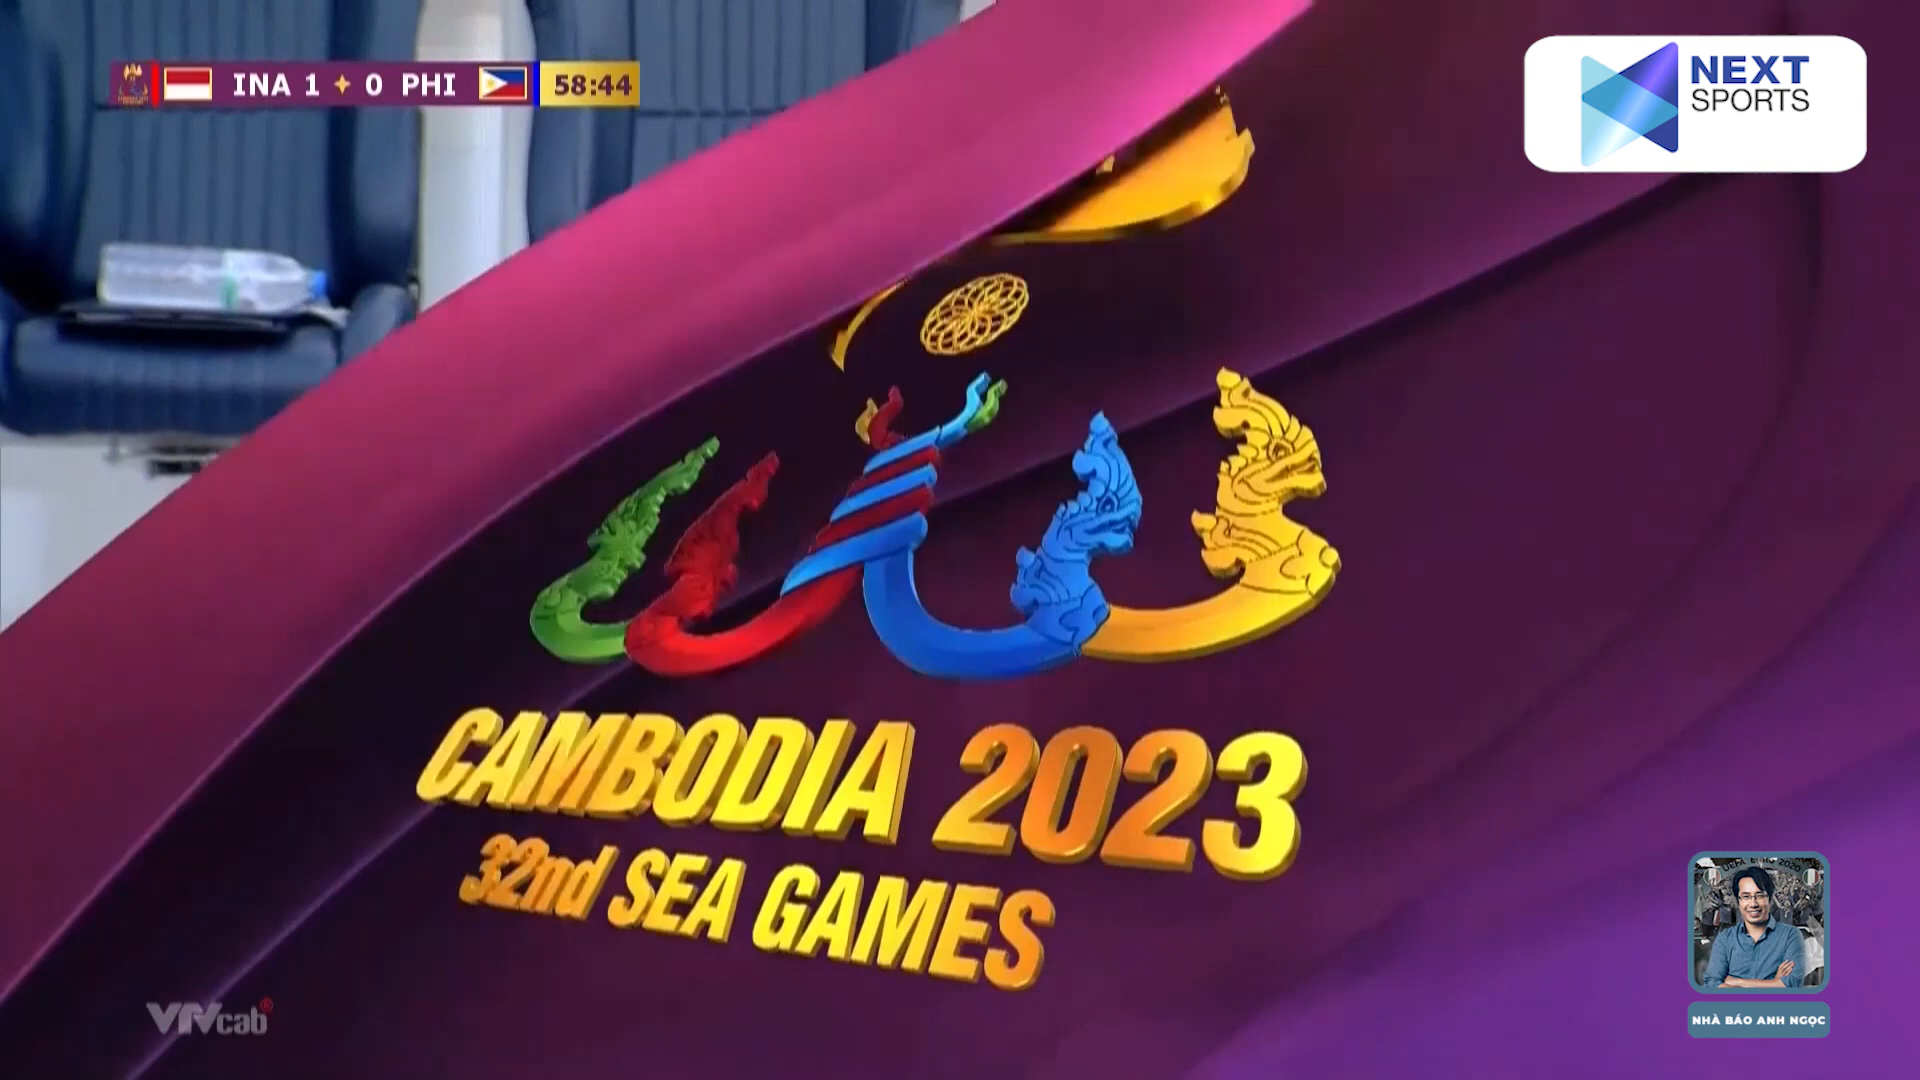 INA 1 0 PHI 58:44
NEXT
SPORTS
CAMBODIA 2023
32nd SEA GAMES
VTVcab
NHÀ BÁO ANH NGỌC